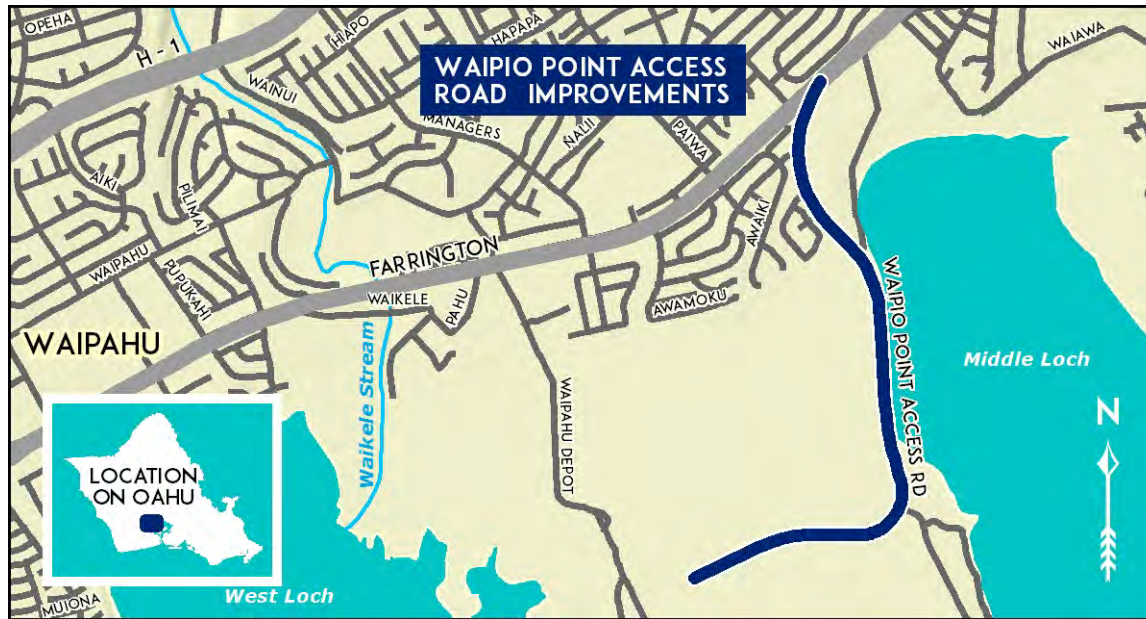 OPEHA
H - 1
HIAPO
HAPAPA
WAIPIO POINT ACCESS
ROAD IMPROVEMENTS
WAIAWA
WAINUI
MANAGERS
NALII
PAIWA
AIKI
PILIMAI
WAIPAHU
PUPUKAHI
FARRINGTON
WAIKELE
PAHU
AWAIKI
AWAMOKU
WAIPAHU
Waikele Stream
WAIPAHU DEPOT
WAIPIO POINT ACCESS RD
Middle Loch
N
LOCATION
ON OAHU
West Loch
MUIONA